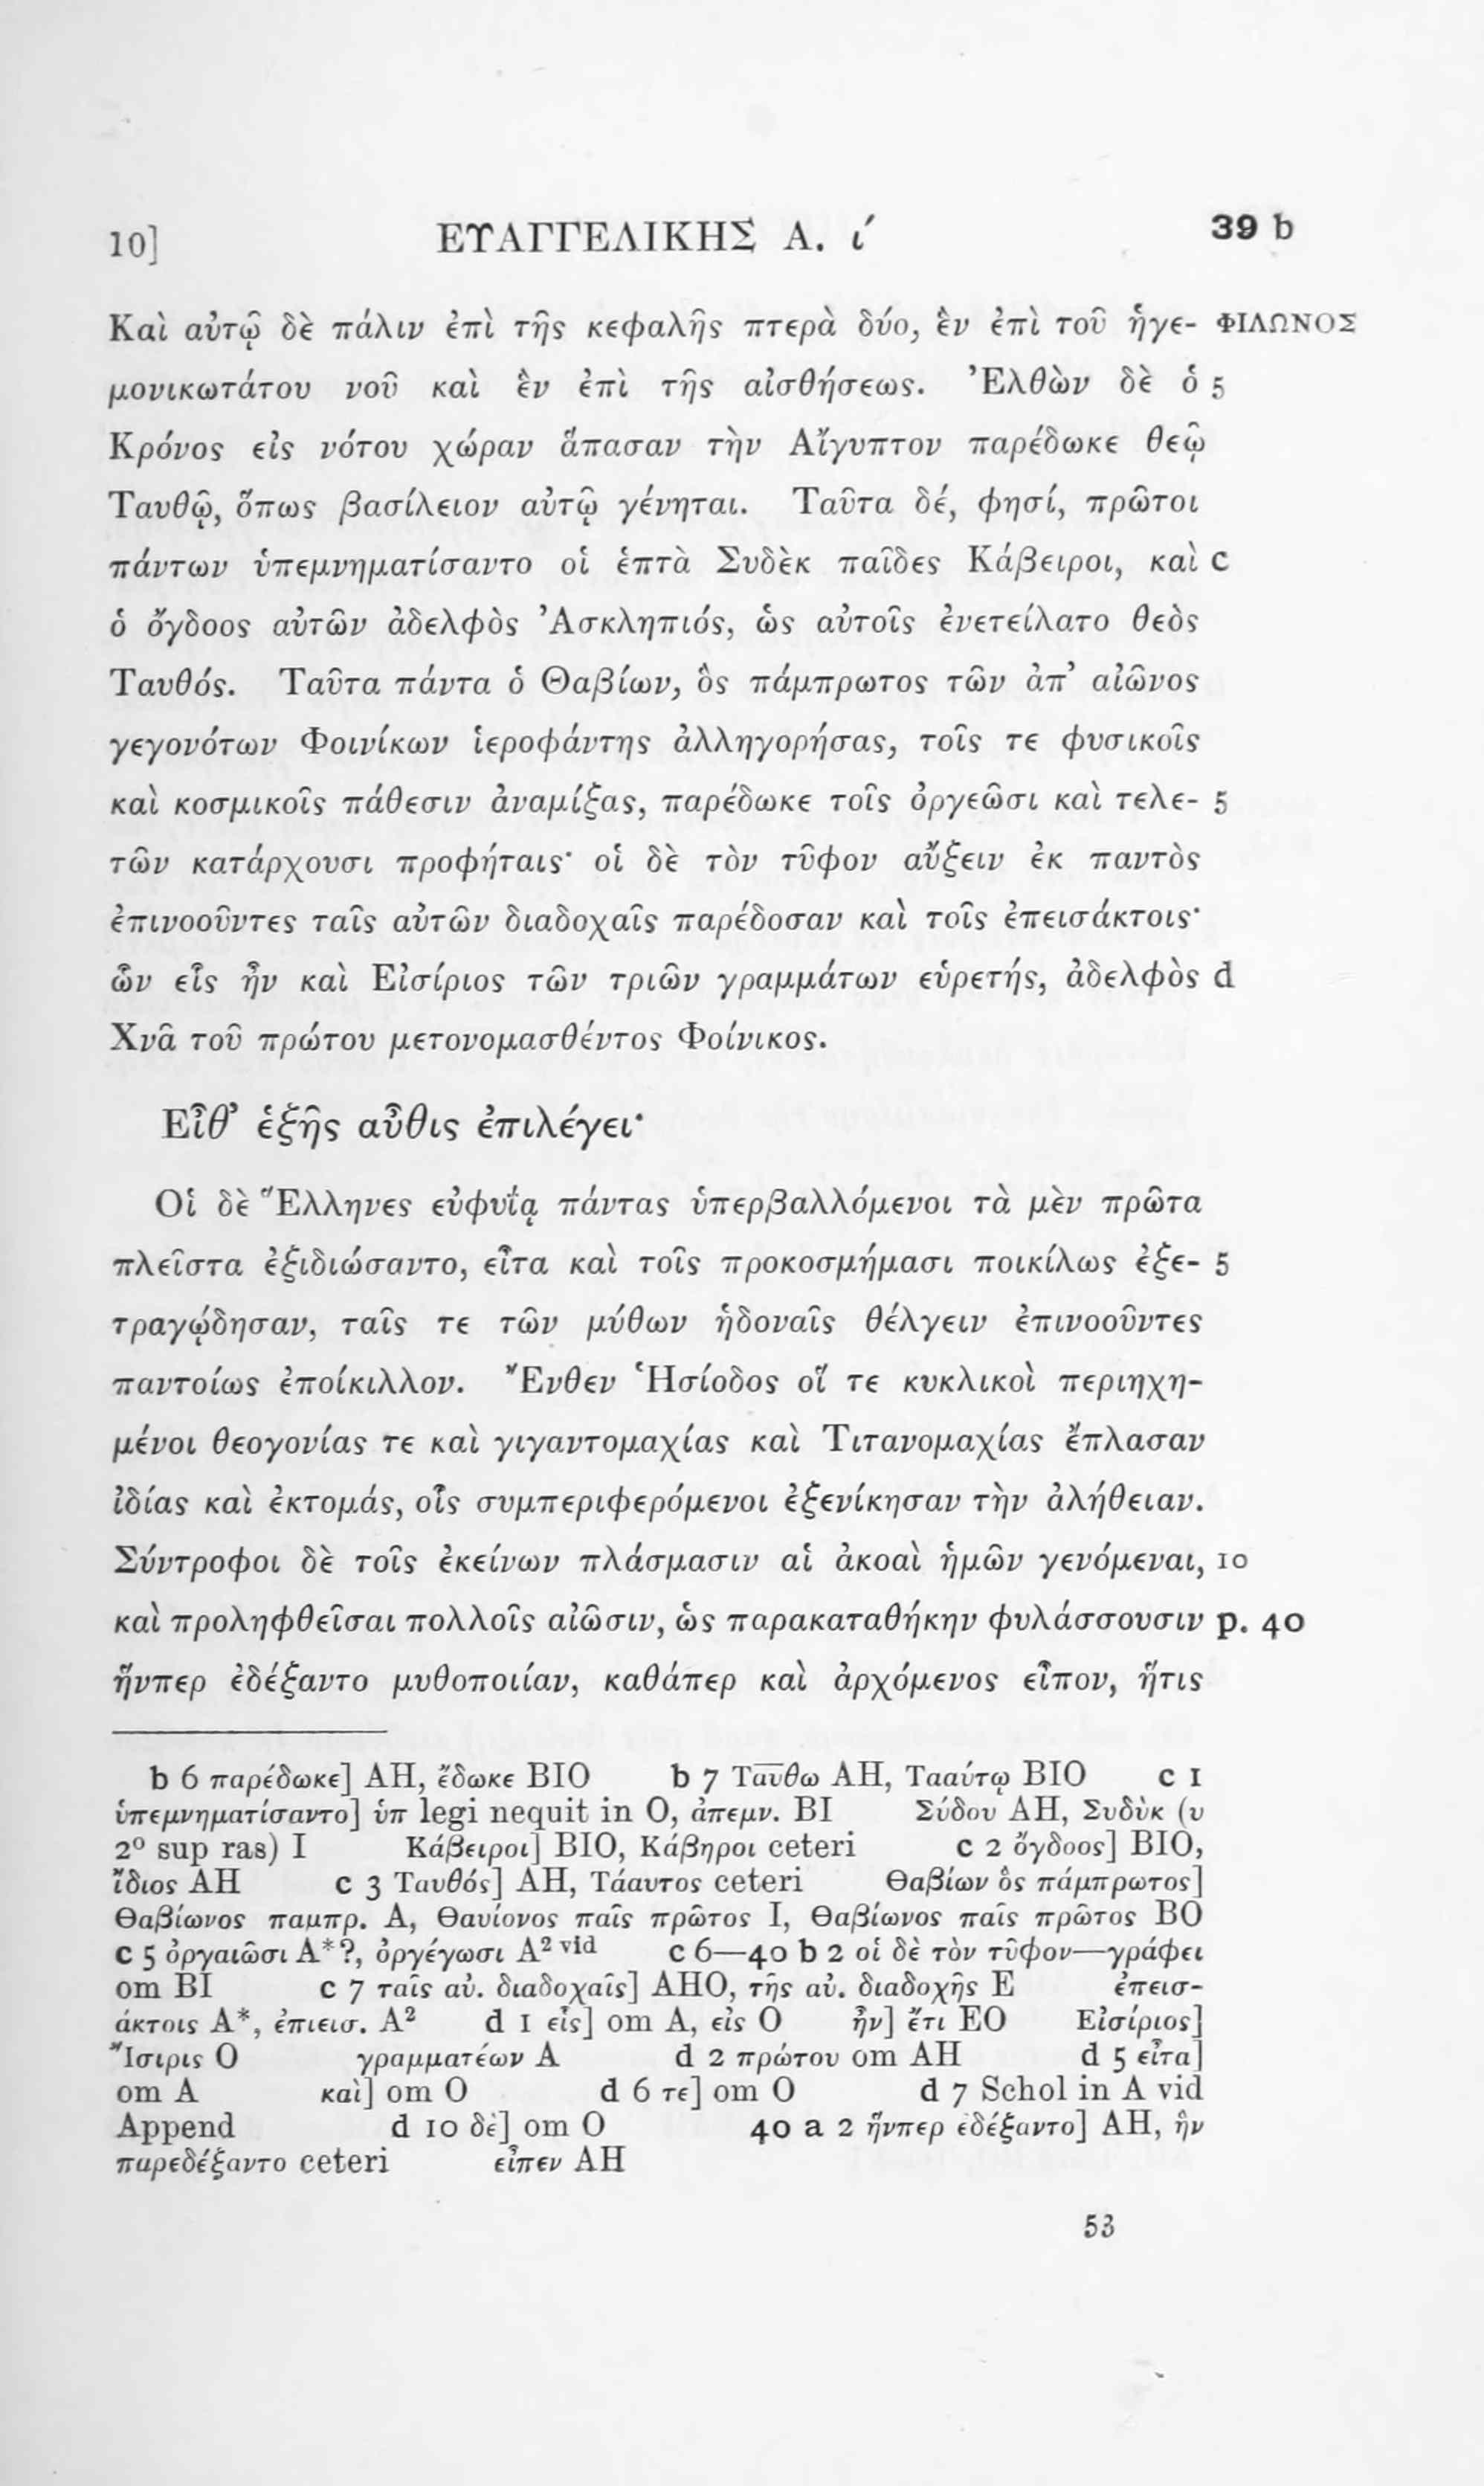 10] ΕΥΑΓΓΕΛΙΚΗΣ Α. ι΄ 39 b
Καὶ αὐτῷ δὲ πάλιν ἐπὶ τῆς κεφαλῆς πτερὰ δύο, ἓν ἐπὶ τοῦ ἡγε- ΦΙΛΩΝΟΣ
μονικωτάτου νοῦ καὶ ἓν ἐπὶ τῆς αἰσθήσεως. Ἐλθὼν δὲ ὁ 5
Κρόνος εἰς νότου χώραν ἅπασαν τὴν Αἴγυπτον παρέδωκε θεῷ
Ταυθῷ, ὅπως βασίλειον αὐτῷ γένηται. Ταῦτα δέ, φησί, πρῶτοι
πάντων ὑπεμνηματίσαντο οἱ ἑπτὰ Συδὲκ παῖδες Κάβειροι, καὶ c
ὁ ὄγδοος αὐτῶν ἀδελφὸς Ἀσκληπιός, ὡς αὐτοῖς ἐνετείλατο θεὸς
Ταυθός. Ταῦτα πάντα ὁ Θαβίων, ὃς πάμπρωτος τῶν ἀπ᾽ αἰῶνος
γεγονότων Φοινίκων ἱεροφάντης ἀλληγορήσας, τοῖς τε φυσικοῖς
καὶ κοσμικοῖς πάθεσιν ἀναμίξας, παρέδωκε τοῖς ὀργεῶσι καὶ τελε- 5
τῶν κατάρχουσι προφήταις· οἱ δὲ τὸν τῦφον αὔξειν ἐκ παντὸς
ἐπινοοῦντες ταῖς αὐτῶν διαδοχαῖς παρέδοσαν καὶ τοῖς ἐπεισάκτοις·
ὧν εἷς ἦν καὶ Εἰσίριος τῶν τριῶν γραμμάτων εὑρετής, ἀδελφὸς d
Χνᾶ τοῦ πρώτου μετονομασθέντος Φοίνικος.
Εἶθ᾽ ἑξῆς αὖθις ἐπιλέγει·
Οἱ δὲ Ἕλληνες εὐφυΐᾳ πάντας ὑπερβαλλόμενοι τὰ μὲν πρῶτα
πλεῖστα ἐξιδιώσαντο, εἶτα καὶ τοῖς προκοσμήμασι ποικίλως ἐξε- 5
τραγῴδησαν, ταῖς τε τῶν μύθων ἡδοναῖς θέλγειν ἐπινοοῦντες
παντοίως ἐποίκιλλον. Ἔνθεν Ἡσίοδος οἵ τε κυκλικοὶ περιηχη-
μένοι θεογονίας τε καὶ γιγαντομαχίας καὶ Τιτανομαχίας ἔπλασαν
ἰδίας καὶ ἐκτομάς, οἷς συμπεριφερόμενοι ἐξενίκησαν τὴν ἀλήθειαν.
Σύντροφοι δὲ τοῖς ἐκείνων πλάσμασιν αἱ ἀκοαὶ ἡμῶν γενόμεναι, 10
καὶ προληφθεῖσαι πολλοῖς αἰῶσιν, ὡς παρακαταθήκην φυλάσσουσιν p. 40
ἥνπερ ἐδέξαντο μυθοποιίαν, καθάπερ καὶ ἀρχόμενος εἶπον, ἥτις
b 6 παρέδωκε] AH, ἔδωκε BIO b 7 Ταυθω AH, Τααύτῳ BIO c 1
ὑπεμνηματίσαντο] ὑπ legi nequit in O, ἀπεμν. BI Σύδου AH, Συδὺκ (υ
2º sup ras) I Κάβειροι] BIO, Κάβηροι ceteri c 2 ὄγδοος] BIO,
ἴδιος AH c 3 Ταυθός] AH, Τάαυτος ceteri Θαβίων ὃς πάμπρωτος]
Θαβίωνος παμπρ. A, Θαυίονος παῖς πρῶτος I, Θαβίωνος παῖς πρῶτος BO
c 5 ὀργαιῶσι A*?, ὀργέγωσι A² vid c 6—40 b 2 οἱ δὲ τὸν τῦφον—γράφει
om BI c 7 ταῖς αὐ. διαδοχαῖς] AHO, τῆς αὐ. διαδοχῆς E ἐπεισ-
άκτοις A*, ἐπιεισ. A² d 1 εἷς] om A, εἰς O ἦν] ἔτι EO Εἰσίριος]
Ἴσιρις O γραμματέων A d 2 πρώτου om AH d 5 εἶτα]
om A καὶ] om O d 6 τε] om O d 7 Schol in A vid
Append d 10 δὲ] om O 40 a 2 ἥνπερ ἐδέξαντο] AH, ἣν
παρεδέξαντο ceteri εἶπεν AH
53